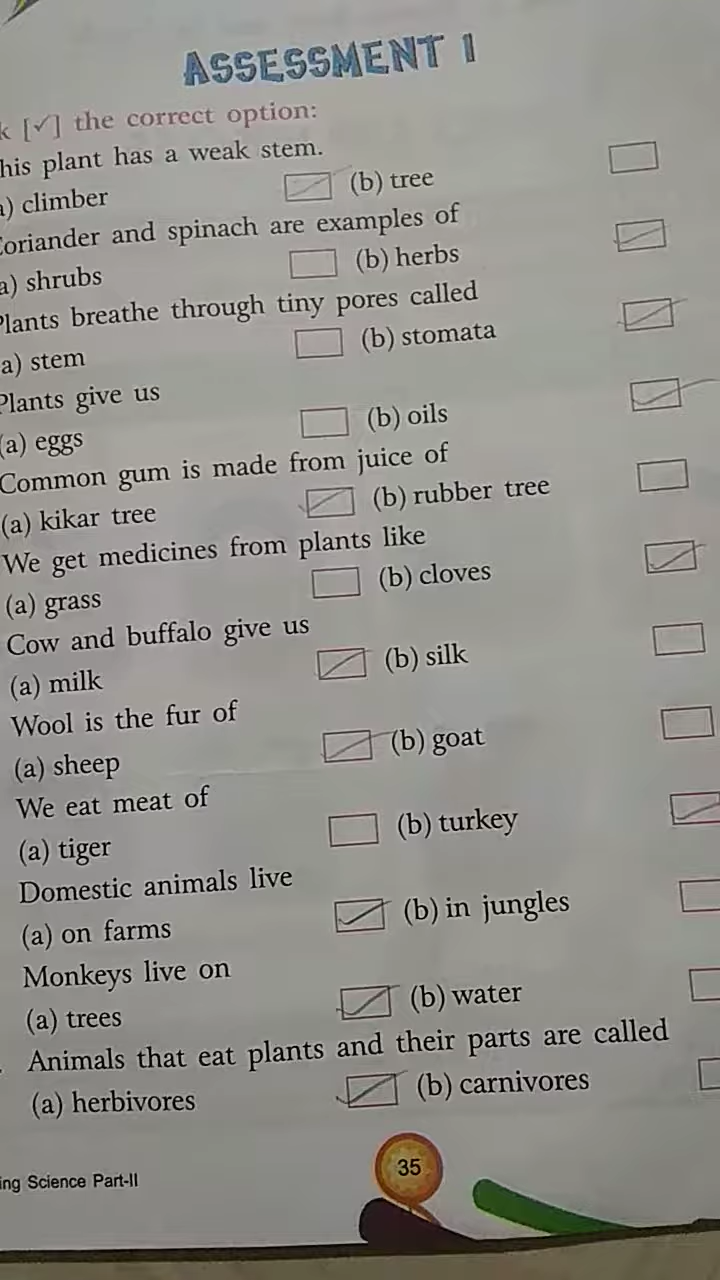 ASSESSMENT 1
k [✓] the correct option:
his plant has a weak stem.
a) climber (b) tree
Coriander and spinach are examples of
a) shrubs (b) herbs
Plants breathe through tiny pores called
a) stem (b) stomata
Plants give us
(a) eggs (b) oils
Common gum is made from juice of
(a) kikar tree (b) rubber tree
We get medicines from plants like
(a) grass (b) cloves
Cow and buffalo give us
(a) milk (b) silk
Wool is the fur of
(a) sheep (b) goat
We eat meat of
(a) tiger (b) turkey
Domestic animals live
(a) on farms (b) in jungles
Monkeys live on
(a) trees (b) water
Animals that eat plants and their parts are called
(a) herbivores (b) carnivores
ing Science Part-II
35